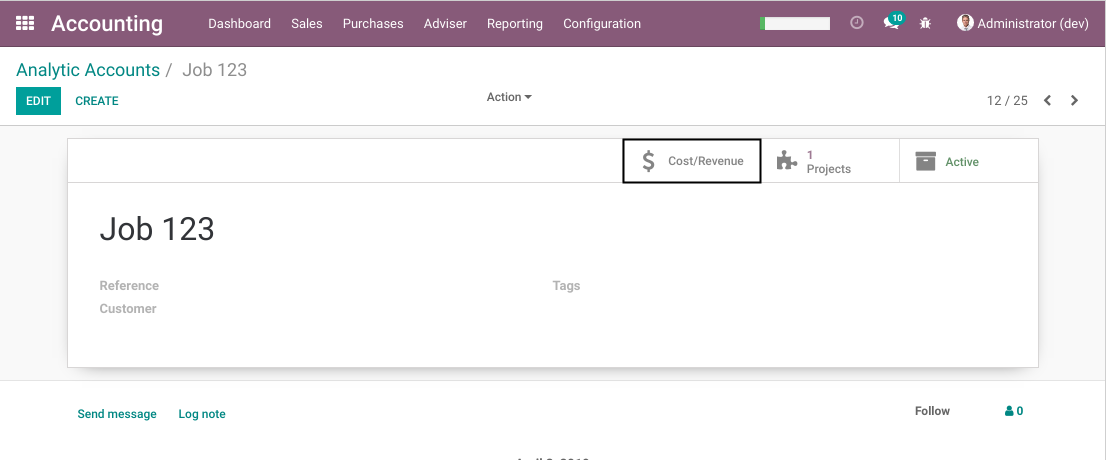 Accounting Dashboard Sales Purchases Adviser Reporting Configuration 10 Administrator (dev)
Analytic Accounts / Job 123
EDIT CREATE Action 12 / 25
$ Cost/Revenue 1 Projects Active
Job 123
Reference Tags
Customer
Send message Log note Follow 0